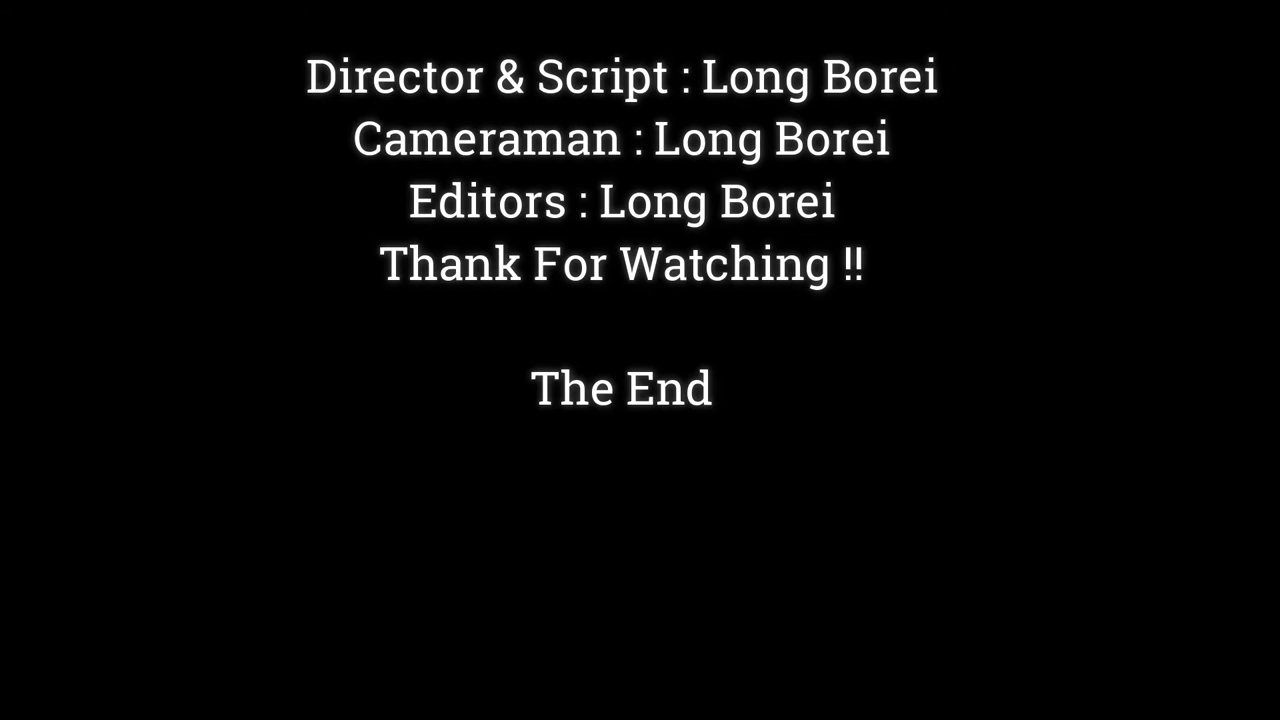 Director & Script : Long Borei
Cameraman : Long Borei
Editors : Long Borei
Thank For Watching !!
The End